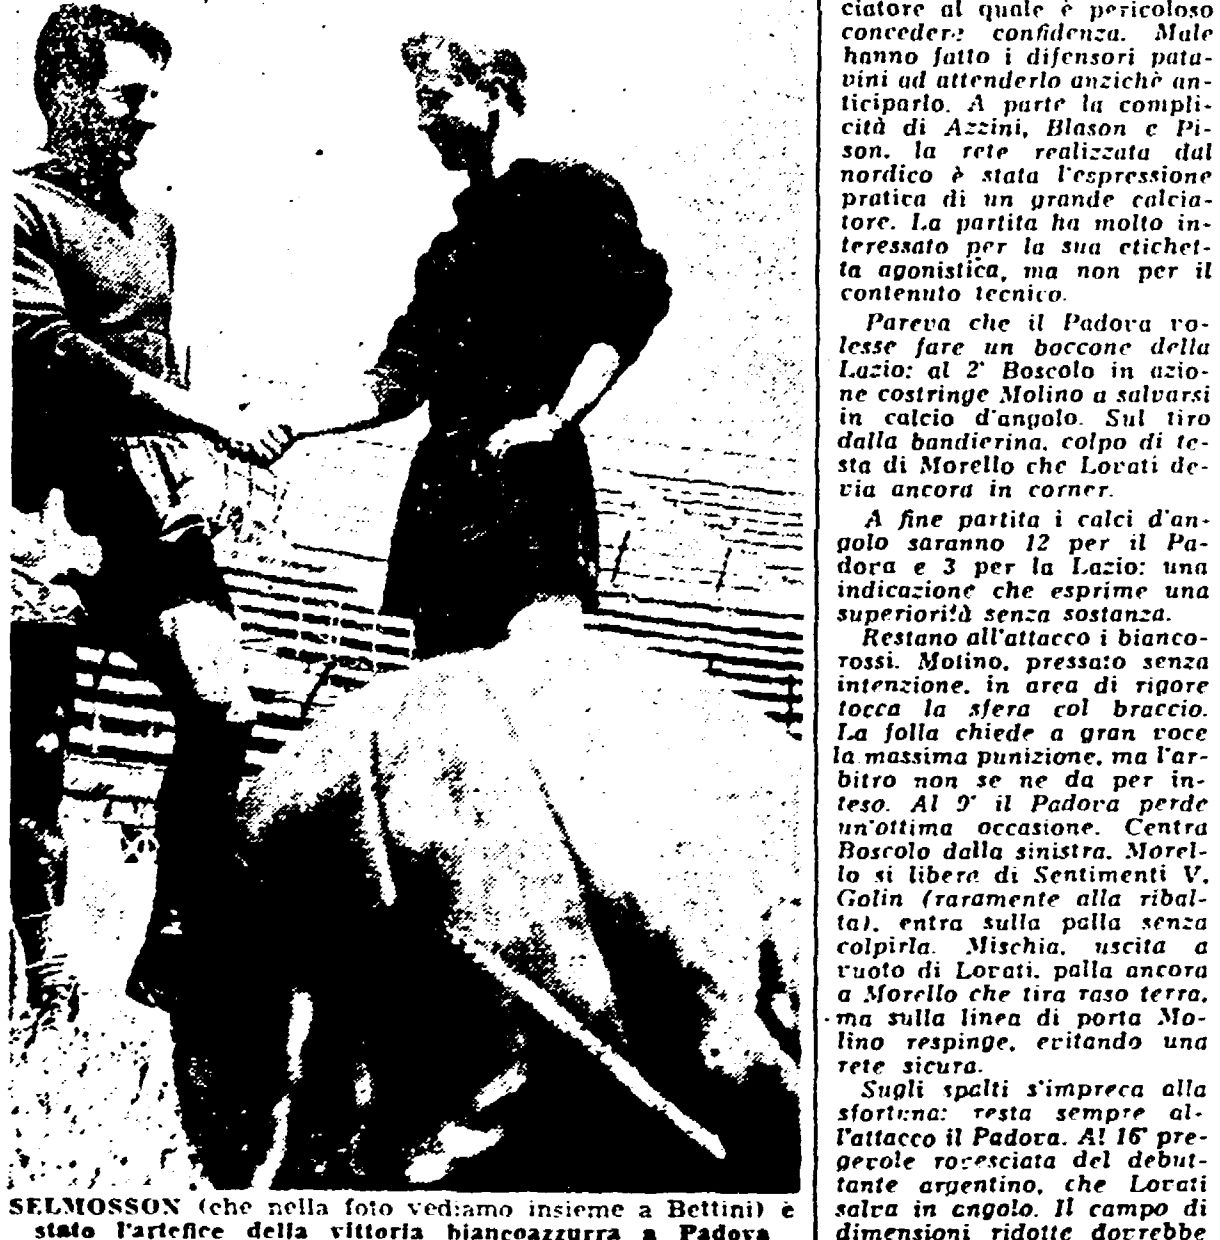 SELMOSSON (che nella foto vediamo insieme a Bettini) è
stato l'artefice della vittoria biancoazzurra a Padova
ciatore al quale è pericoloso
concedere confidenza. Male
hanno fatto i difensori pata-
vini ad attenderlo anzichè an-
ticiparlo. A parte la compli-
cità di Azzini, Blason e Pi-
son, la rete realizzata dal
nordico è stata l'espressione
pratica di un grande calcia-
tore. La partita ha molto in-
teressato per la sua etichet-
ta agonistica, ma non per il
contenuto tecnico.
Pareva che il Padova vo-
lesse fare un boccone della
Lazio: al 2' Boscolo in azio-
ne costringe Molino a salvarsi
in calcio d'angolo. Sul tiro
dalla bandierina, colpo di te-
sta di Morello che Lovati de-
via ancora in corner.
A fine partita i calci d'an-
golo saranno 12 per il Pa-
dova e 3 per la Lazio: una
indicazione che esprime una
superiorità senza sostanza.
Restano all'attacco i bianco-
rossi. Molino, pressato senza
intenzione, in area di rigore
tocca la sfera col braccio.
La folla chiede a gran voce
la massima punizione, ma l'ar-
bitro non se ne da per in-
teso. Al 9' il Padova perde
un'ottima occasione. Centra
Boscolo dalla sinistra, Morel-
lo si libera di Sentimenti V.
Golin (raramente alla ribal-
ta), entra sulla palla senza
colpirla. Mischia, uscita a
vuoto di Lovati, palla ancora
a Morello che tira raso terra,
ma sulla linea di porta Mo-
lino respinge, evitando una
rete sicura.
Sugli spalti s'impreca alla
sfortuna: resta sempre al-
l'attacco il Padova. Al 16' pre-
gevole rovesciata del debut-
tante argentino, che Lovati
salva in angolo. Il campo di
dimensioni ridotte dovrebbe